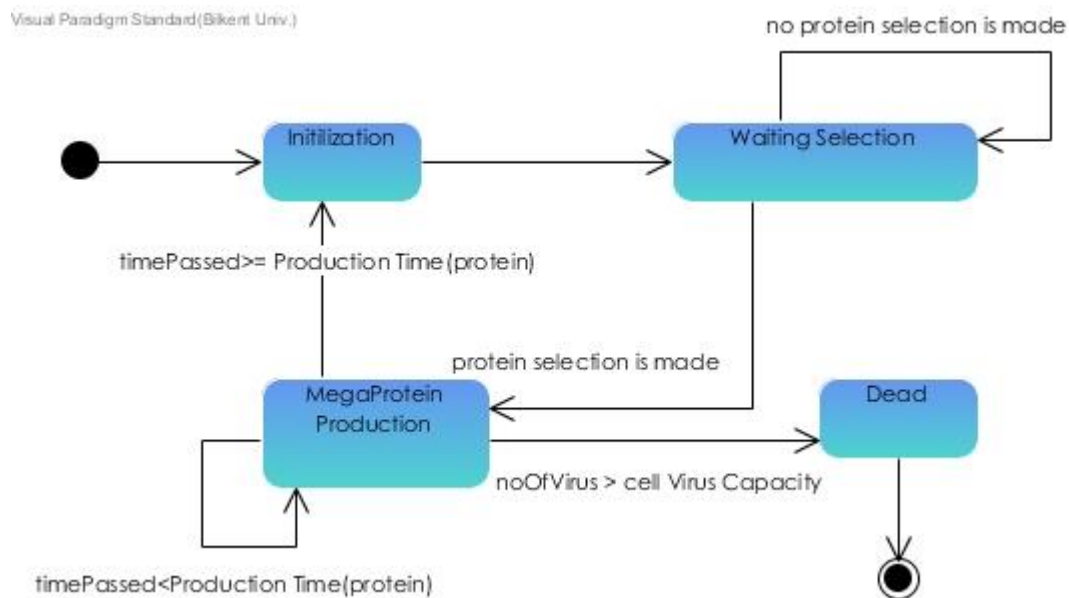 Visual Paradigm Standard(Bilkent Univ.)
no protein selection is made
Initilization
Waiting Selection
timePassed>= Production Time(protein)
protein selection is made
MegaProtein
Production
Dead
noOfVirus > cell Virus Capacity
timePassed<Production Time(protein)